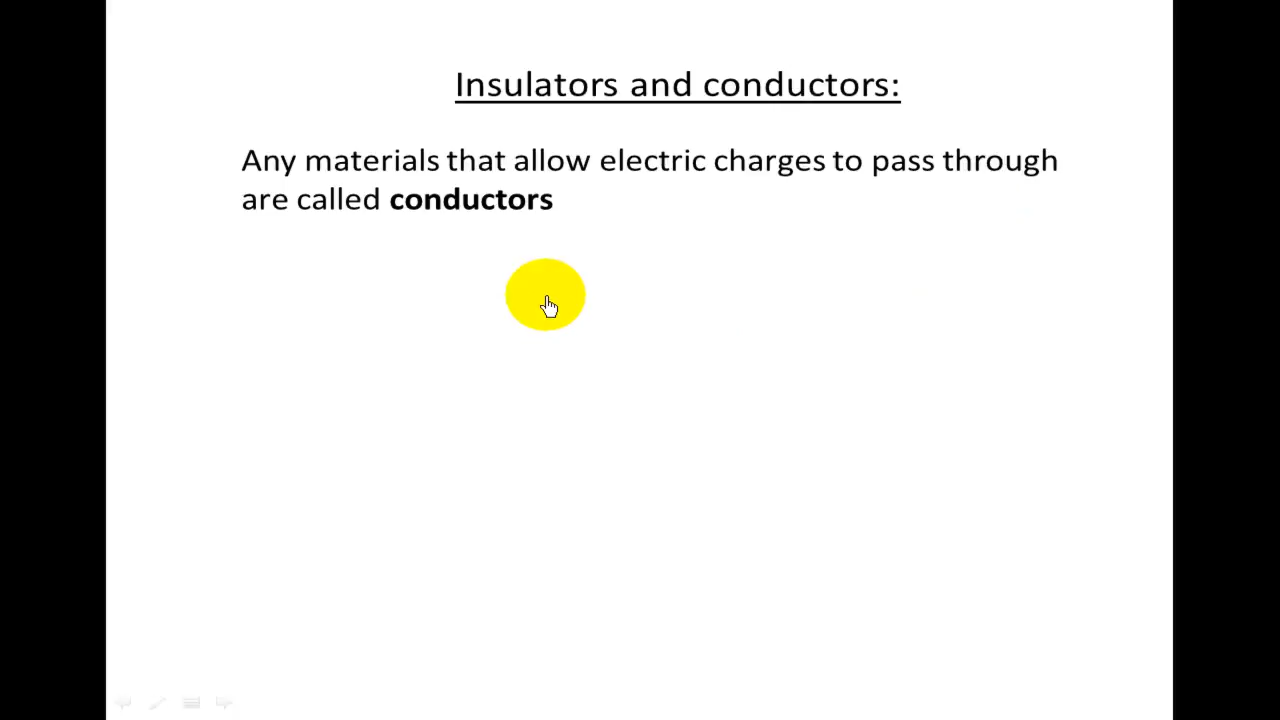 Insulators and conductors:
Any materials that allow electric charges to pass through
are called conductors